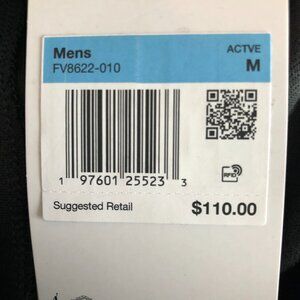 Mens ACTVE
FV8622-010 M
1 97601 25523 3
RFID
Suggested Retail $110.00